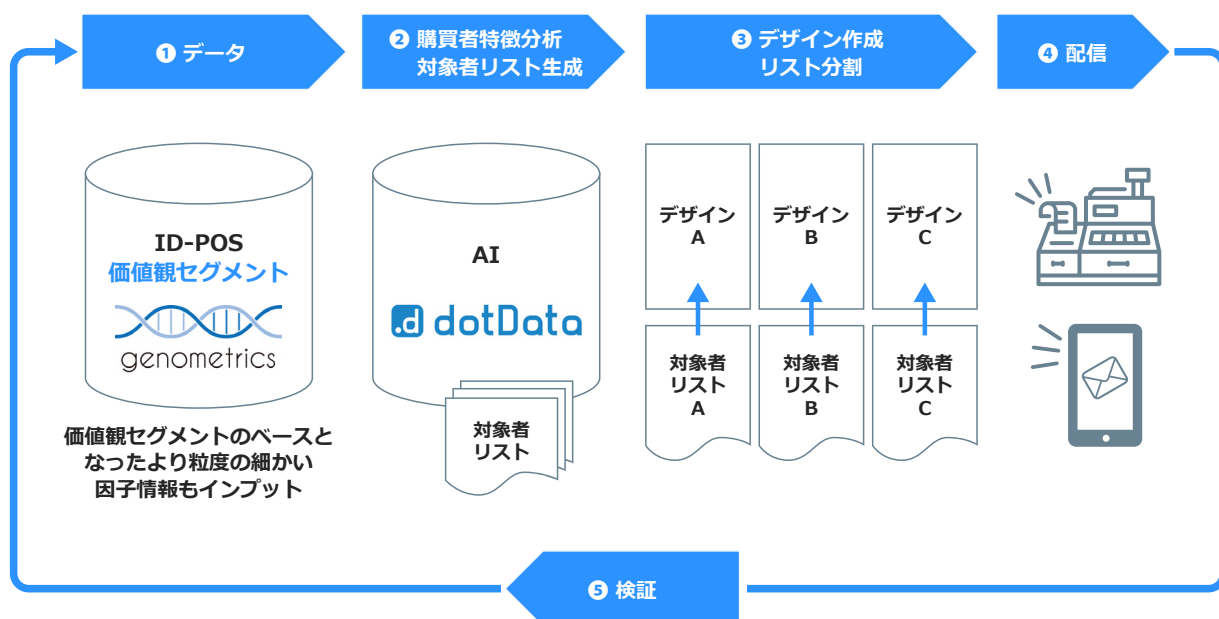 ❶ データ
❷ 購買者特徴分析
対象者リスト生成
❸ デザイン作成
リスト分割
❹ 配信
ID-POS
価値観セグメント
genometrics
価値観セグメントのベースと
なったより粒度の細かい
因子情報もインプット
AI
.d dotData
対象者
リスト
デザイン
A
デザイン
B
デザイン
C
対象者
リスト
A
対象者
リスト
B
対象者
リスト
C
❺ 検証